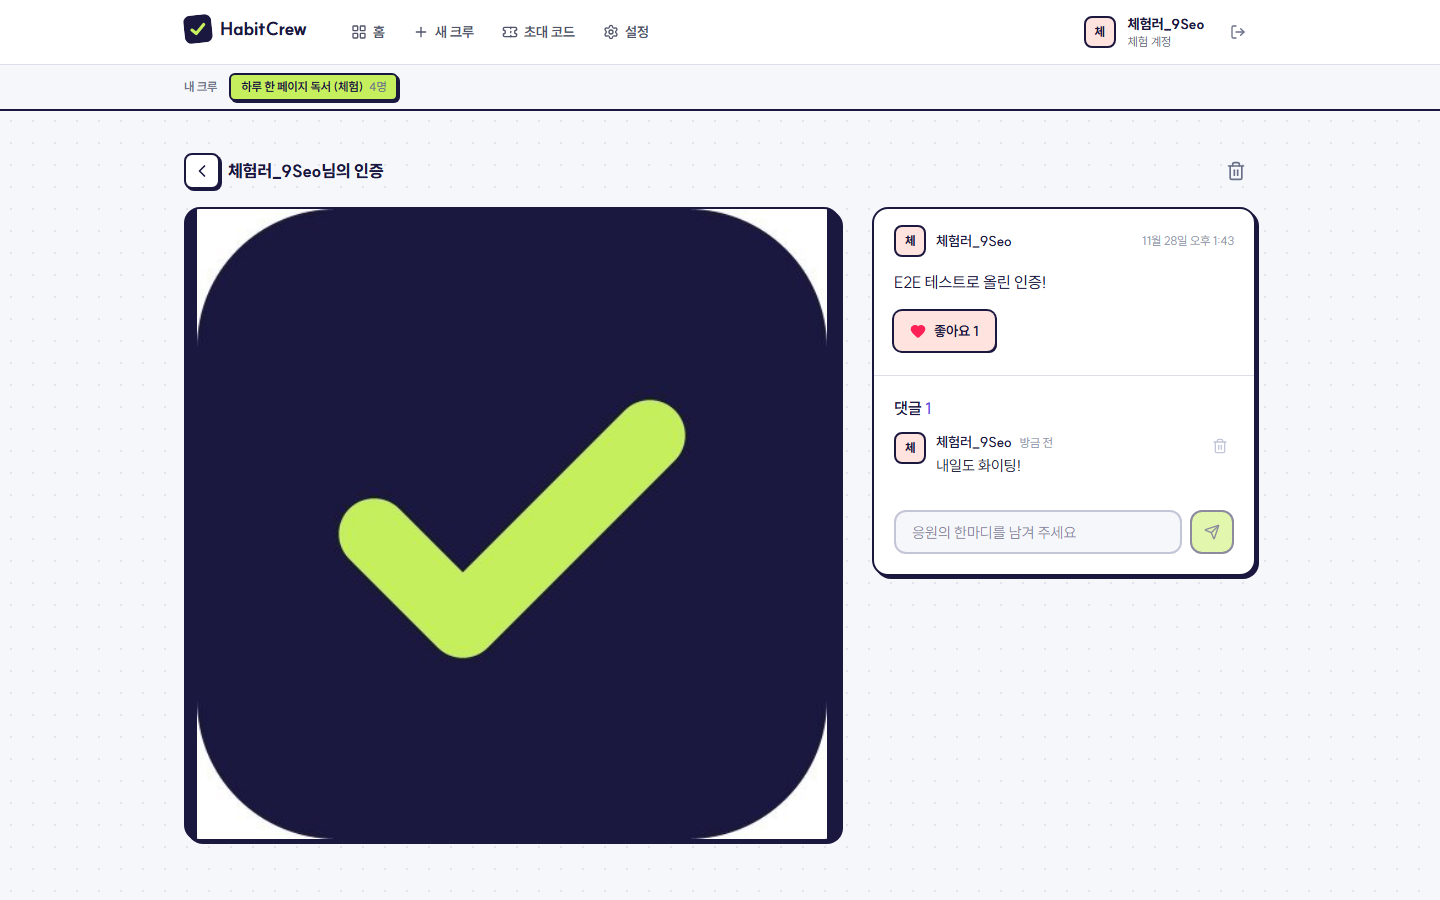 HabitCrew
홈
새 크루
초대 코드
설정
체
체험러_9Seo
체험 계정
내 크루
하루 한 페이지 독서 (체험) 4명
체험러_9Seo님의 인증
체
체험러_9Seo
11월 28일 오후 1:43
E2E 테스트로 올린 인증!
좋아요 1
댓글 1
체
체험러_9Seo 방금 전
내일도 화이팅!
응원의 한마디를 남겨 주세요